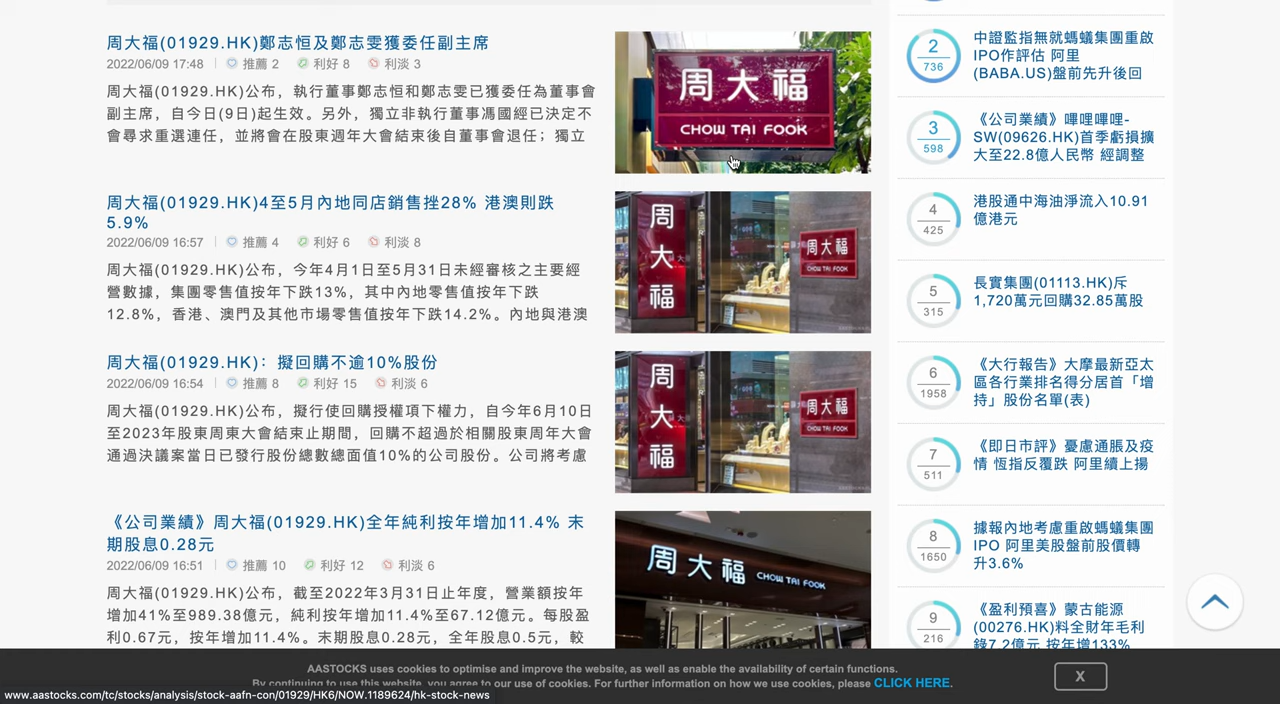 周大福(01929.HK)鄭志恒及鄭志雯獲委任副主席
2022/06/09 17:48 推薦 2 利好 8 利淡 3
周大福(01929.HK)公布，執行董事鄭志恒和鄭志雯已獲委任為董事會
副主席，自今日(9日)起生效。另外，獨立非執行董事馮國經已決定不
會尋求重選連任，並將會在股東週年大會結束後自董事會退任；獨立
周大福
CHOW TAI FOOK
周大福(01929.HK)4至5月內地同店銷售挫28% 港澳則跌
5.9%
2022/06/09 16:57 推薦 4 利好 6 利淡 8
周大福(01929.HK)公布，今年4月1日至5月31日未經審核之主要經
營數據，集團零售值按年下跌13%，其中內地零售值按年下跌
12.8%，香港、澳門及其他市場零售值按年下跌14.2%。內地與港澳
周大福
周大福
CHOW TAI FOOK
周大福(01929.HK)：擬回購不逾10%股份
2022/06/09 16:54 推薦 8 利好 15 利淡 6
周大福(01929.HK)公布，擬行使回購授權項下權力，自今年6月10日
至2023年股東周東大會結束止期間，回購不超過於相關股東周年大會
通過決議案當日已發行股份總數總面值10%的公司股份。公司將考慮
周大福
周大福
CHOW TAI FOOK
《公司業績》周大福(01929.HK)全年純利按年增加11.4% 末
期股息0.28元
2022/06/09 16:51 推薦 10 利好 12 利淡 6
周大福(01929.HK)公布，截至2022年3月31日止年度，營業額按年
增加41%至989.38億元，純利按年增加11.4%至67.12億元。每股盈
利0.67元，按年增加11.4%。末期股息0.28元，全年股息0.5元，較
周大福 CHOW TAI FOOK
2
736
中證監指無就螞蟻集團重啟
IPO作評估 阿里
(BABA.US)盤前先升後回
3
598
《公司業績》嗶哩嗶哩-
SW(09626.HK)首季虧損擴
大至22.8億人民幣 經調整
4
425
港股通中海油淨流入10.91
億港元
5
315
長實集團(01113.HK)斥
1,720萬元回購32.85萬股
6
1958
《大行報告》大摩最新亞太
區各行業排名得分居首「增
持」股份名單(表)
7
511
《即日市評》憂慮通脹及疫
情 恆指反覆跌 阿里續上揚
8
1650
據報內地考慮重啟螞蟻集團
IPO 阿里美股盤前股價轉
升3.6%
9
216
《盈利預喜》蒙古能源
(00276.HK)料全財年毛利
錄7.2億元 按年增133%
AASTOCKS uses cookies to optimise and improve the website, as well as enable the availability of certain functions.
By continuing to use this website, you agree to our use of cookies. For further information on how we use cookies, please CLICK HERE.
X
www.aastocks.com/tc/stocks/analysis/stock-aafn-con/01929/HK6/NOW.1189624/hk-stock-news